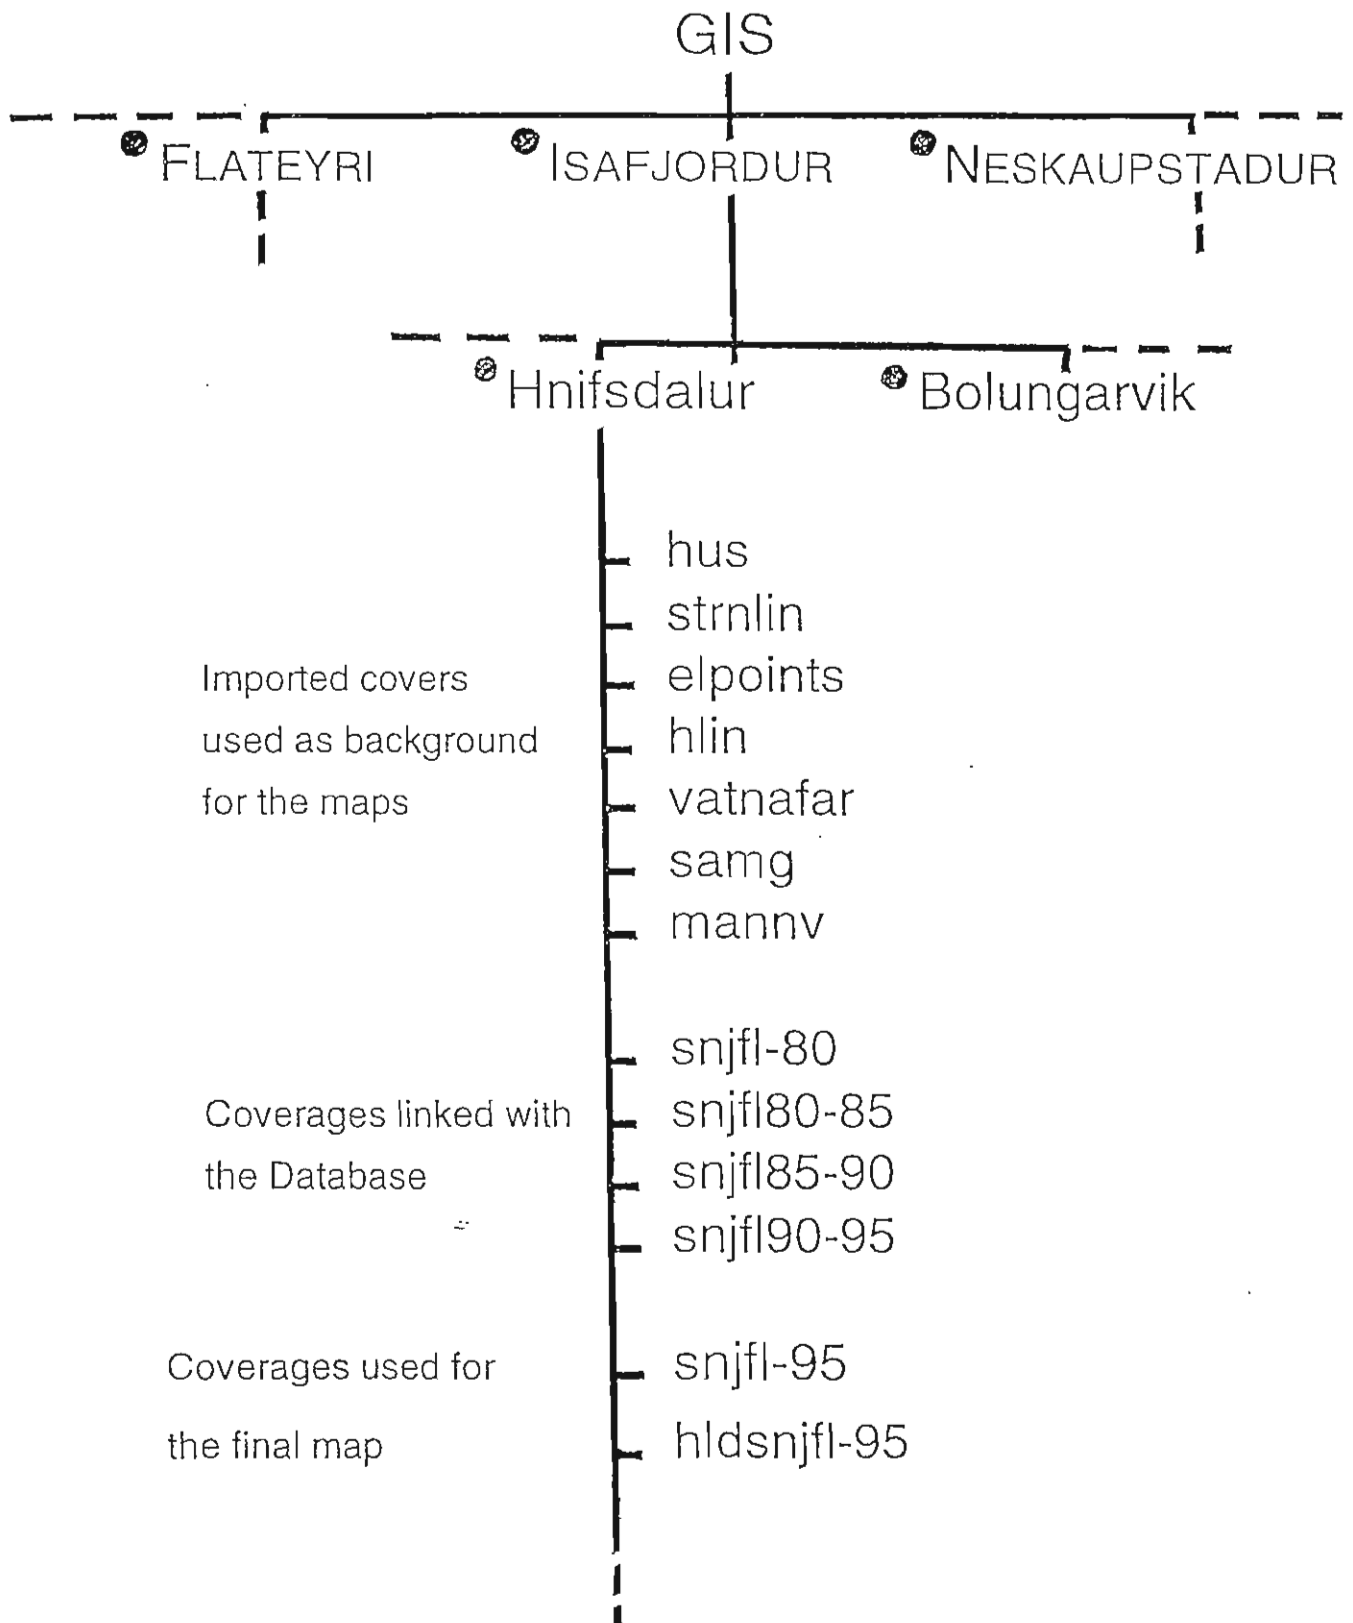 GIS
FLATEYRI
ISAFJORDUR
NESKAUPSTADUR
Hnifsdalur
Bolungarvik
hus
strnlin
Imported covers
elpoints
used as background
hlin
for the maps
vatnafar
samg
mannv
snjfl-80
Coverages linked with
snjfl80-85
the Database
snjfl85-90
snjfl90-95
Coverages used for
snjfl-95
the final map
hldsnjfl-95